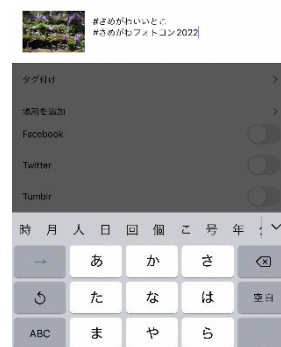 #さめがわいいとこ
#さめがわフォトコン2022
タグ付け
場所を追加
Facebook
Twitter
Tumblr
時 月 人 日 回 個 こ 号 年
→ あ か さ
た な は 空白
ABC ま や ら